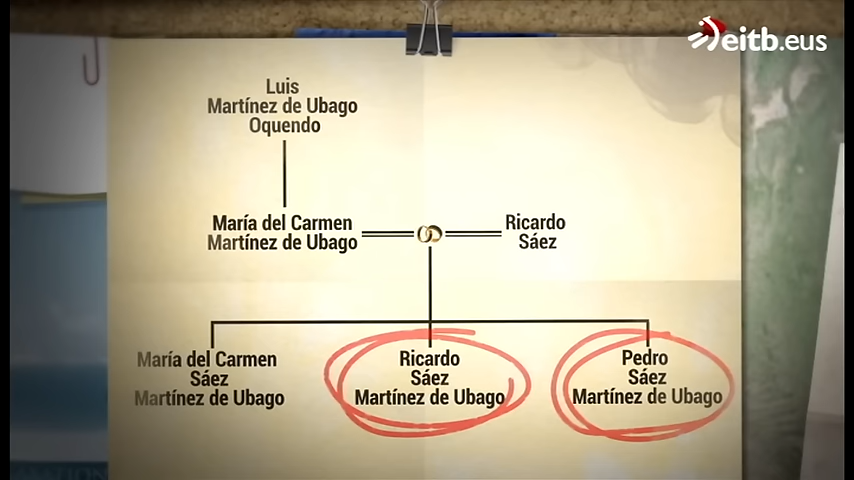 eitb.eus
Luis
Martínez de Ubago
Oquendo
María del Carmen
Martínez de Ubago
Ricardo
Sáez
María del Carmen
Sáez
Martínez de Ubago
Ricardo
Sáez
Martínez de Ubago
Pedro
Sáez
Martínez de Ubago